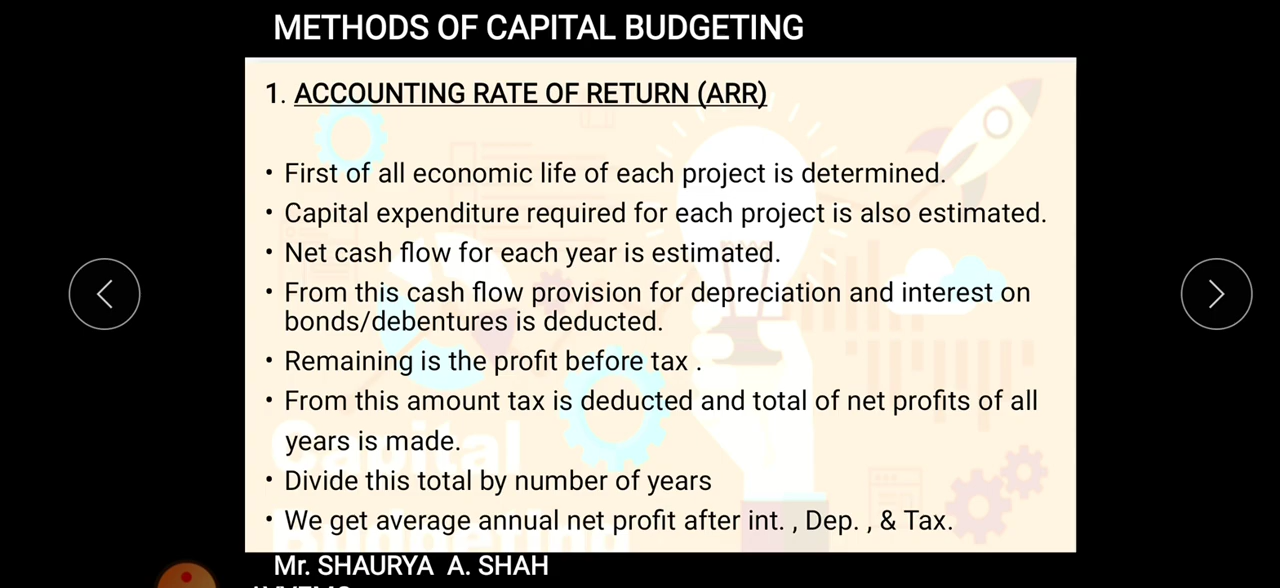 METHODS OF CAPITAL BUDGETING
1. ACCOUNTING RATE OF RETURN (ARR)
• First of all economic life of each project is determined.
• Capital expenditure required for each project is also estimated.
• Net cash flow for each year is estimated.
• From this cash flow provision for depreciation and interest on
bonds/debentures is deducted.
• Remaining is the profit before tax .
• From this amount tax is deducted and total of net profits of all
years is made.
• Divide this total by number of years
• We get average annual net profit after int. , Dep. , & Tax.
Capital
Budgeting
Mr. SHAURYA A. SHAH